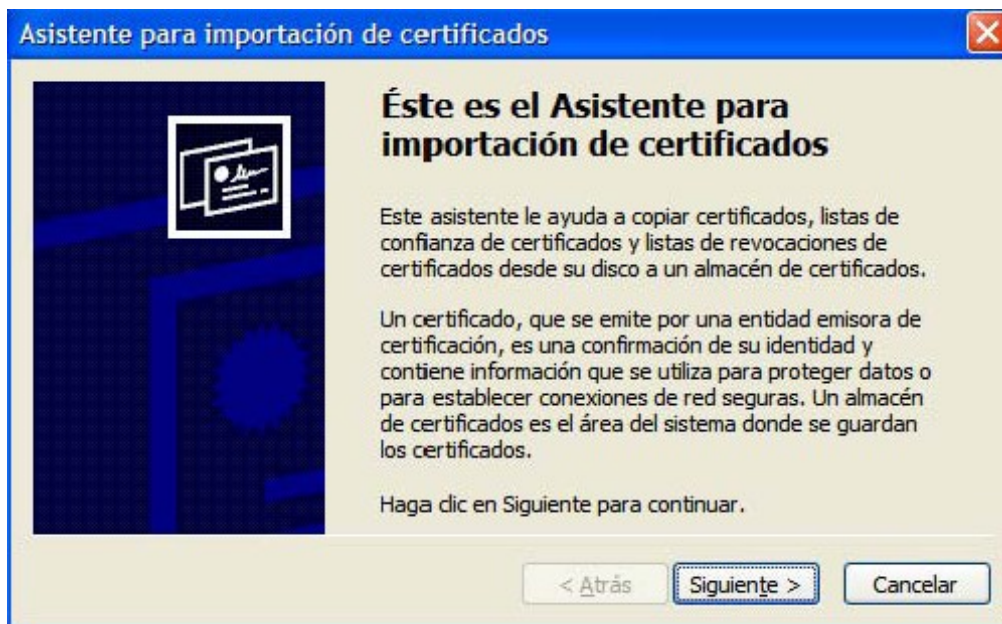 Asistente para importación de certificados
Éste es el Asistente para
importación de certificados
Este asistente le ayuda a copiar certificados, listas de
confianza de certificados y listas de revocaciones de
certificados desde su disco a un almacén de certificados.
Un certificado, que se emite por una entidad emisora de
certificación, es una confirmación de su identidad y
contiene información que se utiliza para proteger datos o
para establecer conexiones de red seguras. Un almacén
de certificados es el área del sistema donde se guardan
los certificados.
Haga clic en Siguiente para continuar.
< Atrás Siguiente > Cancelar